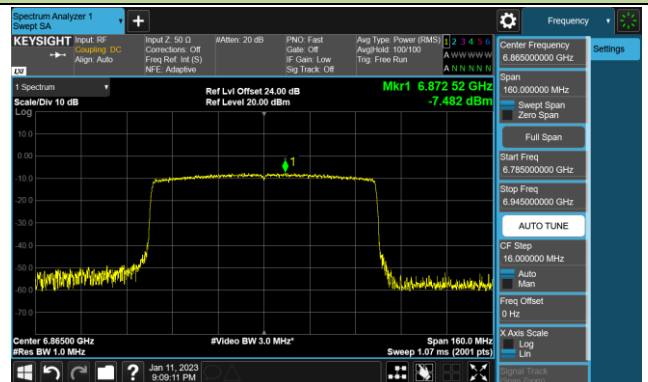 Spectrum Analyzer 1
Swept SA
Frequency
KEYSIGHT
Input: RF
Coupling: DC
Align: Auto
Input Z: 50 Ω
Corrections: Off
Freq Ref: Int (S)
NFE: Adaptive
#Atten: 20 dB
PNO: Fast
Gate: Off
IF Gain: Low
Sig Track: Off
Avg Type: Power (RMS)
Avg|Hold: 100/100
Trig: Free Run
1 2 3 4 5 6
A W W W W W
A N N N N N
LXI
1 Spectrum
Scale/Div 10 dB
Log
Ref Lvl Offset 24.00 dB
Ref Level 20.00 dBm
Mkr1 6.872 52 GHz
-7.482 dBm
1
10.0
0.00
-10.0
-20.0
-30.0
-40.0
-50.0
-60.0
-70.0
Center 6.86500 GHz
#Res BW 1.0 MHz
#Video BW 3.0 MHz*
Span 160.0 MHz
Sweep 1.07 ms (2001 pts)
Jan 11, 2023
9:09:11 PM
?
Center Frequency
6.865000000 GHz
Settings
Span
160.000000 MHz
Swept Span
Zero Span
Full Span
Start Freq
6.785000000 GHz
Stop Freq
6.945000000 GHz
AUTO TUNE
CF Step
16.000000 MHz
Auto
Man
Freq Offset
0 Hz
X Axis Scale
Log
Lin
Signal Track
(Span Zoom)